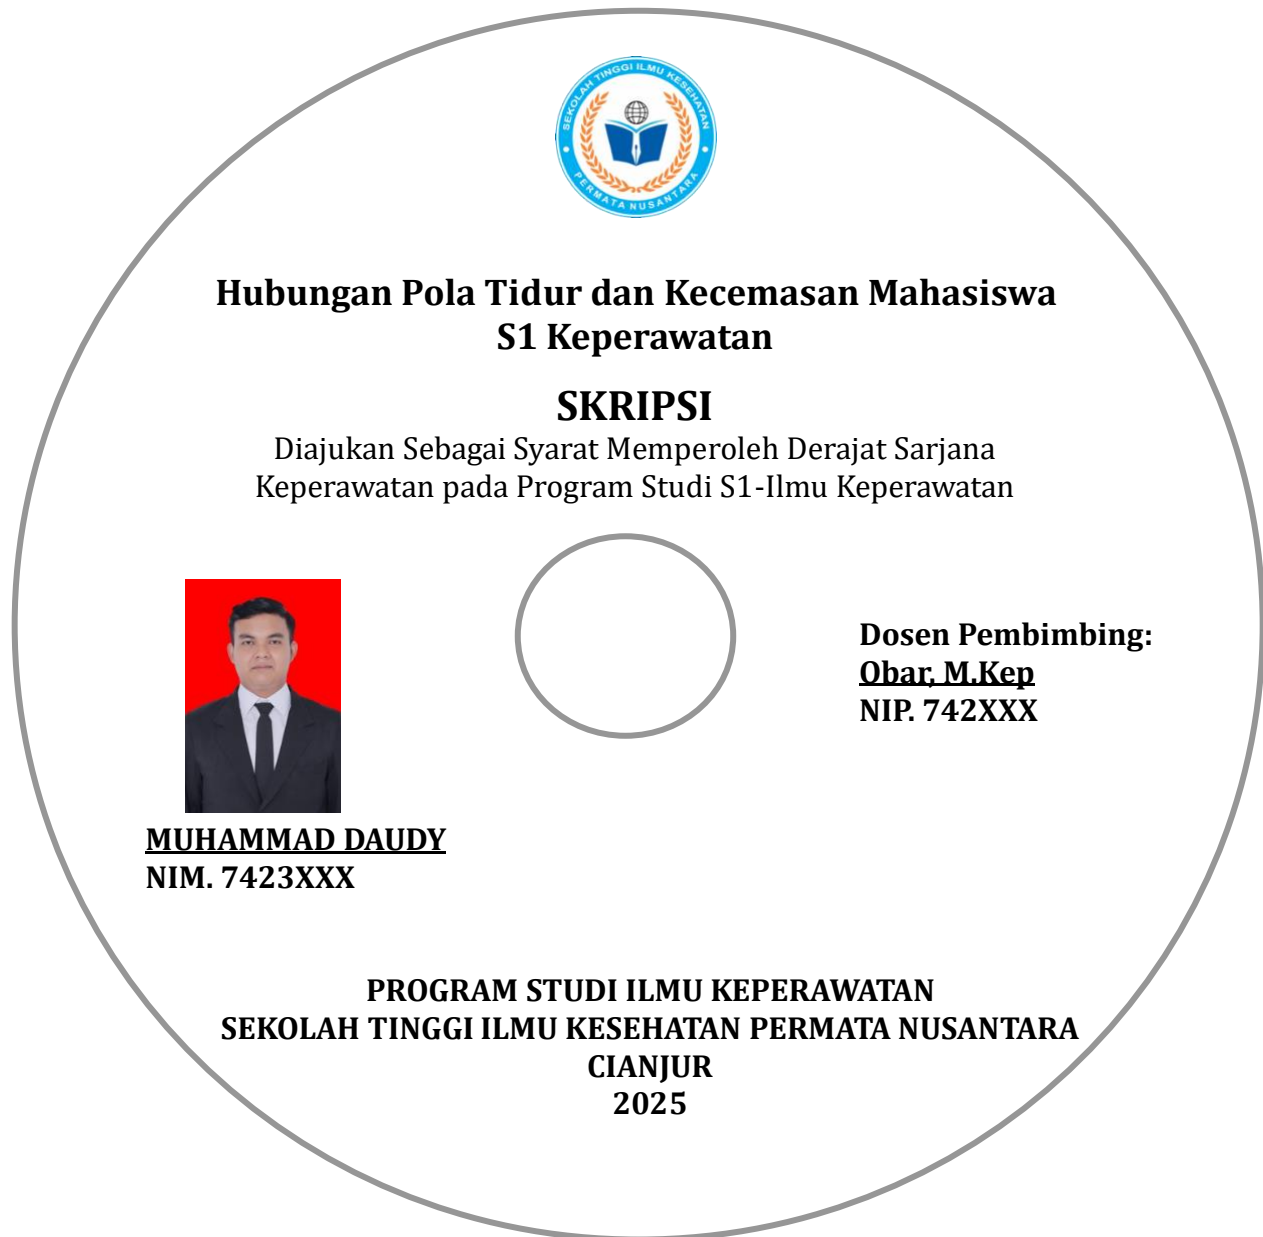 SEKOLAH TINGGI ILMU KESEHATAN
PERMATA NUSANTARA
Hubungan Pola Tidur dan Kecemasan Mahasiswa
S1 Keperawatan
SKRIPSI
Diajukan Sebagai Syarat Memperoleh Derajat Sarjana
Keperawatan pada Program Studi S1-Ilmu Keperawatan
Dosen Pembimbing:
Obar, M.Kep
NIP. 742XXX
MUHAMMAD DAUDY
NIM. 7423XXX
PROGRAM STUDI ILMU KEPERAWATAN
SEKOLAH TINGGI ILMU KESEHATAN PERMATA NUSANTARA
CIANJUR
2025